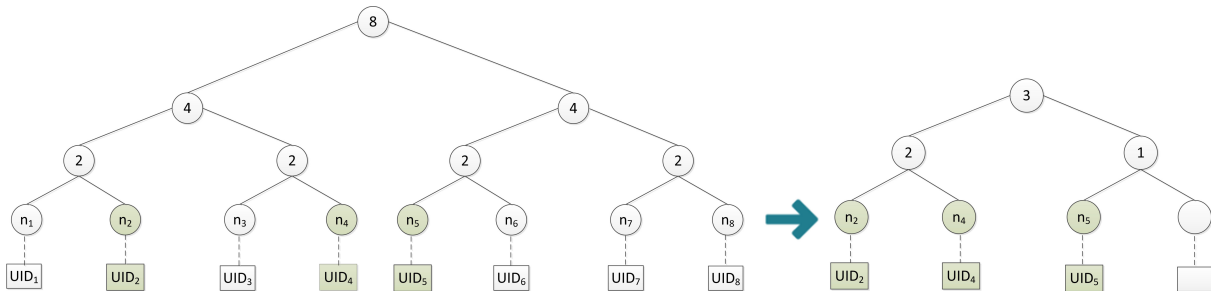 8
4 4 3
2 2 2 2 2 1
n₁ n₂ n₃ n₄ n₅ n₆ n₇ n₈ n₂ n₄ n₅
UID₁ UID₂ UID₃ UID₄ UID₅ UID₆ UID₇ UID₈ UID₂ UID₄ UID₅